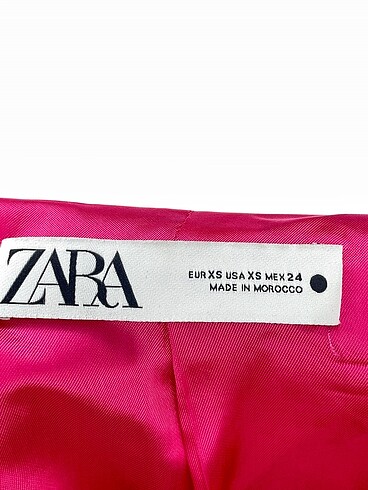 ZARA
EUR XS USA XS MEX 24
MADE IN MOROCCO